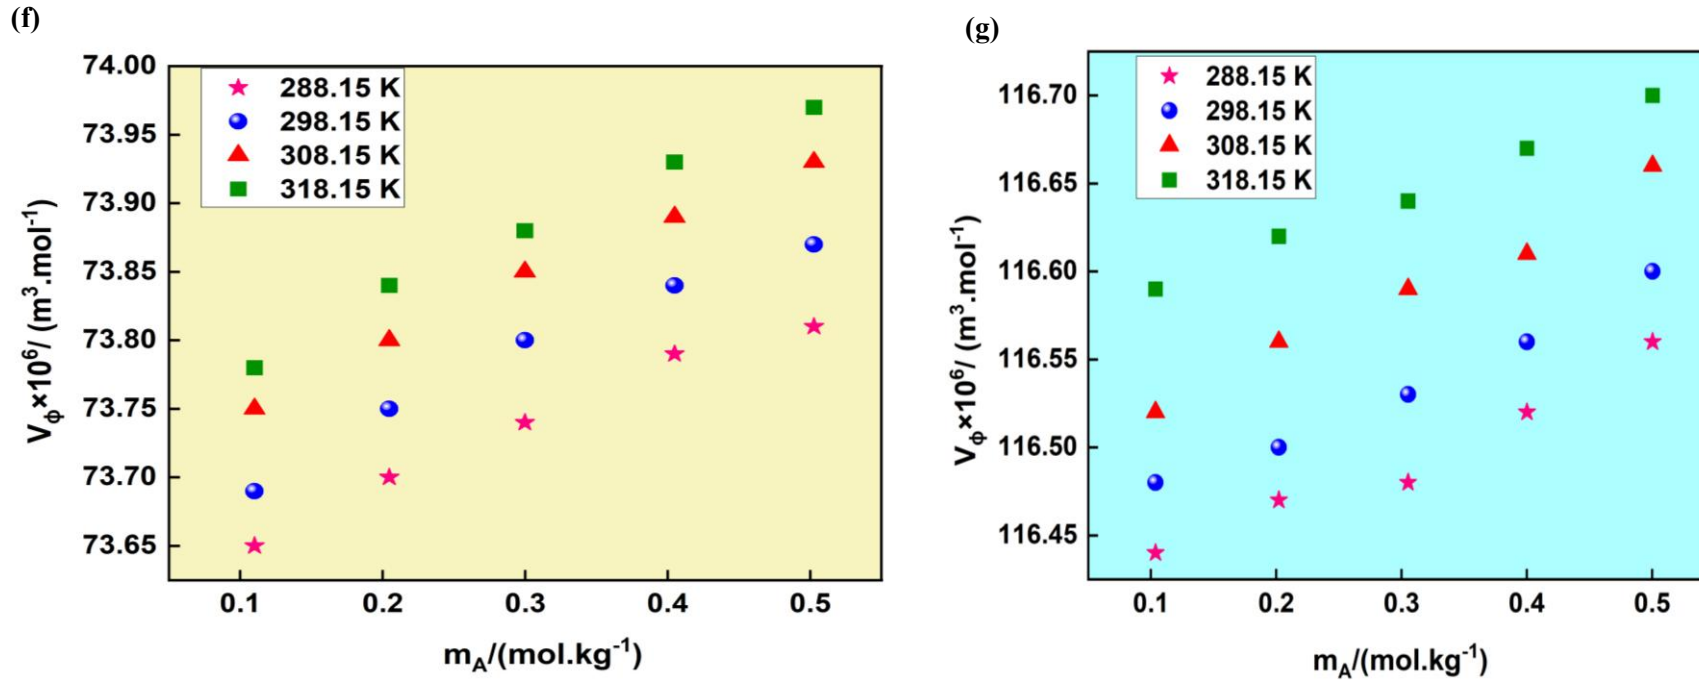 (f)
74.00
73.95
73.90
73.85
73.80
73.75
73.70
73.65
288.15 K
298.15 K
308.15 K
318.15 K
Vϕ×10⁶/ (m³.mol⁻¹)
0.1 0.2 0.3 0.4 0.5
mA/(mol.kg⁻¹)
(g)
116.70
116.65
116.60
116.55
116.50
116.45
288.15 K
298.15 K
308.15 K
318.15 K
Vϕ×10⁶/ (m³.mol⁻¹)
0.1 0.2 0.3 0.4 0.5
mA/(mol.kg⁻¹)